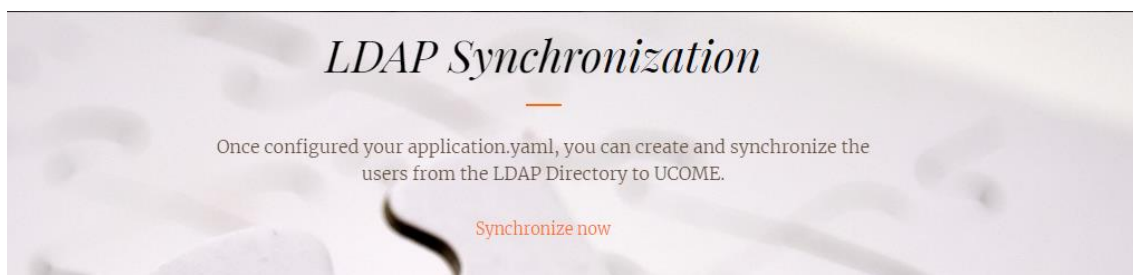 LDAP Synchronization
Once configured your application.yaml, you can create and synchronize the
users from the LDAP Directory to UCOME.
Synchronize now